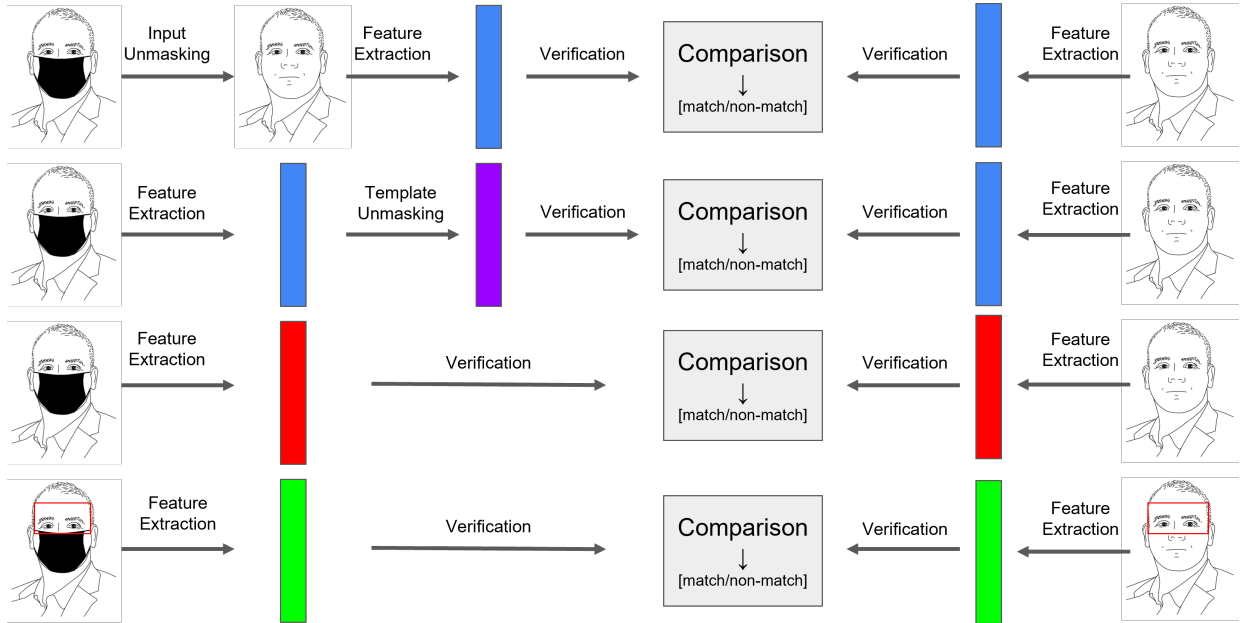 Input
Unmasking
Feature
Extraction
Verification
Comparison
↓
[match/non-match]
Verification
Feature
Extraction
Feature
Extraction
Template
Unmasking
Verification
Comparison
↓
[match/non-match]
Verification
Feature
Extraction
Feature
Extraction
Verification
Comparison
↓
[match/non-match]
Verification
Feature
Extraction
Feature
Extraction
Verification
Comparison
↓
[match/non-match]
Verification
Feature
Extraction